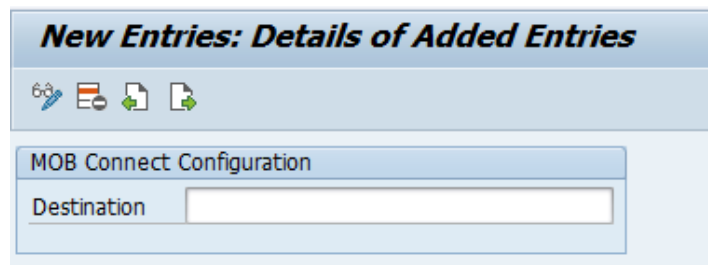 New Entries: Details of Added Entries
MOB Connect Configuration
Destination